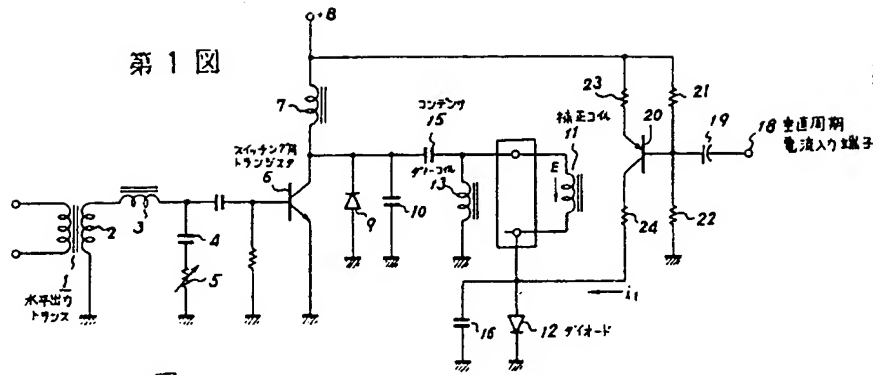 第1図
+B
7
スイッチング用
トランジスタ
6
コンデンサ
15
ダミーコイル
13
補正コイル
11
E
23
21
20
19
18 垂直周期
電流入力端子
22
24
i1
1
水平出力
トランス
2
3
4
5
9
10
16
12 ダイオード